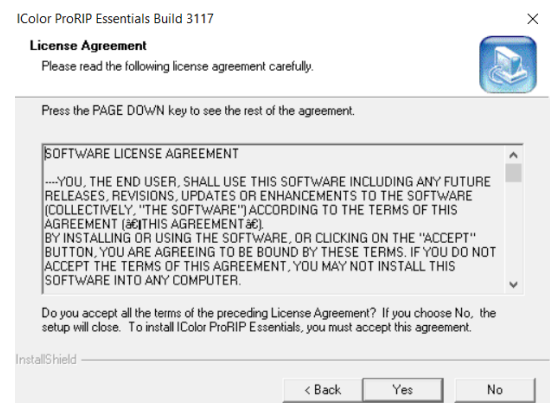 IColor ProRIP Essentials Build 3117
License Agreement
Please read the following license agreement carefully.
Press the PAGE DOWN key to see the rest of the agreement.
SOFTWARE LICENSE AGREEMENT
----YOU, THE END USER, SHALL USE THIS SOFTWARE INCLUDING ANY FUTURE
RELEASES, REVISIONS, UPDATES OR ENHANCEMENTS TO THE SOFTWARE
(COLLECTIVELY, "THE SOFTWARE") ACCORDING TO THE TERMS OF THIS
AGREEMENT (â€¦THIS AGREEMENTâ€).
BY INSTALLING OR USING THE SOFTWARE, OR CLICKING ON THE "ACCEPT"
BUTTON, YOU ARE AGREEING TO BE BOUND BY THESE TERMS. IF YOU DO NOT
ACCEPT THE TERMS OF THIS AGREEMENT, YOU MAY NOT INSTALL THIS
SOFTWARE INTO ANY COMPUTER.
Do you accept all the terms of the preceding License Agreement? If you choose No, the
setup will close. To install IColor ProRIP Essentials, you must accept this agreement.
InstallShield
< Back Yes No